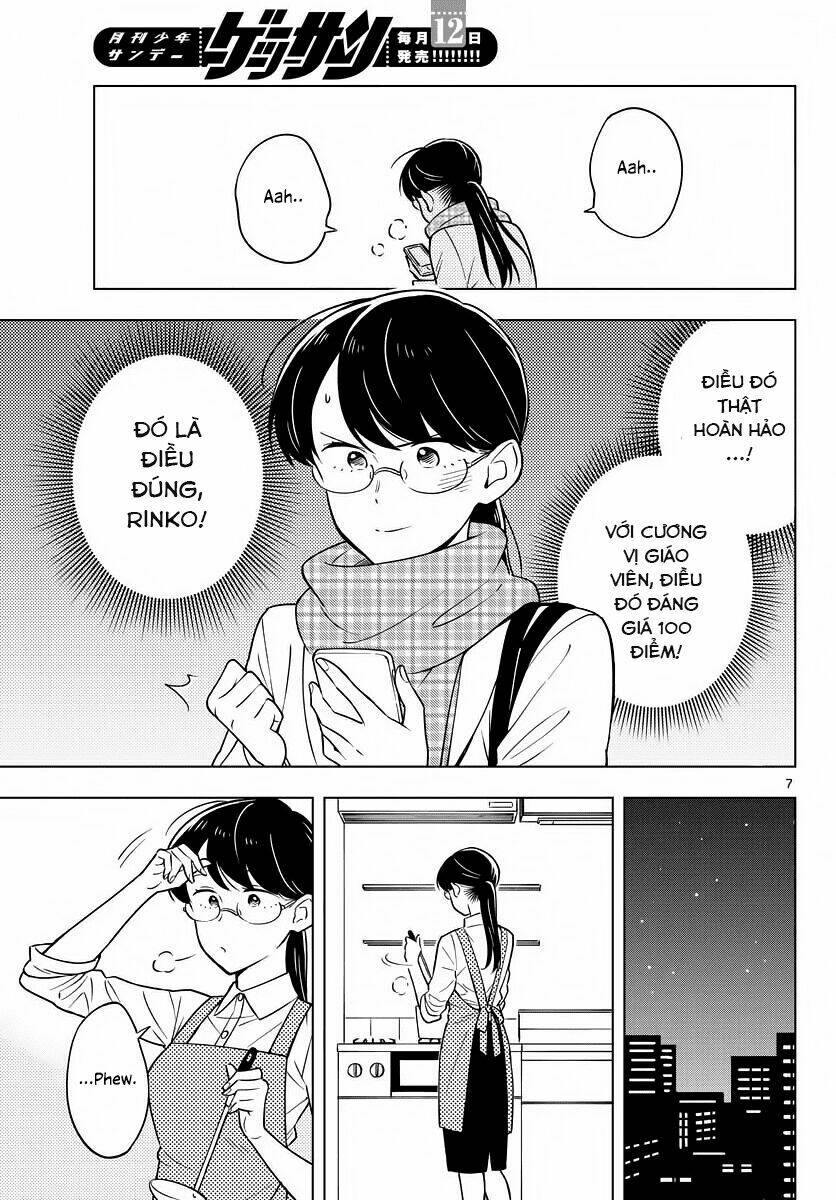 月刊少年
サンデー
ゲッサン
毎月12日
発売!!!!!!!!!
Aah..
Aah..
ĐIỀU ĐÓ
THẬT
HOÀN HẢO
...!
VỚI CƯƠNG
VỊ GIÁO
VIÊN, ĐIỀU
ĐÓ ĐÁNG
GIÁ 100
ĐIỂM!
ĐÓ LÀ
ĐIỀU
ĐÚNG,
RINKO!
7
...Phew.